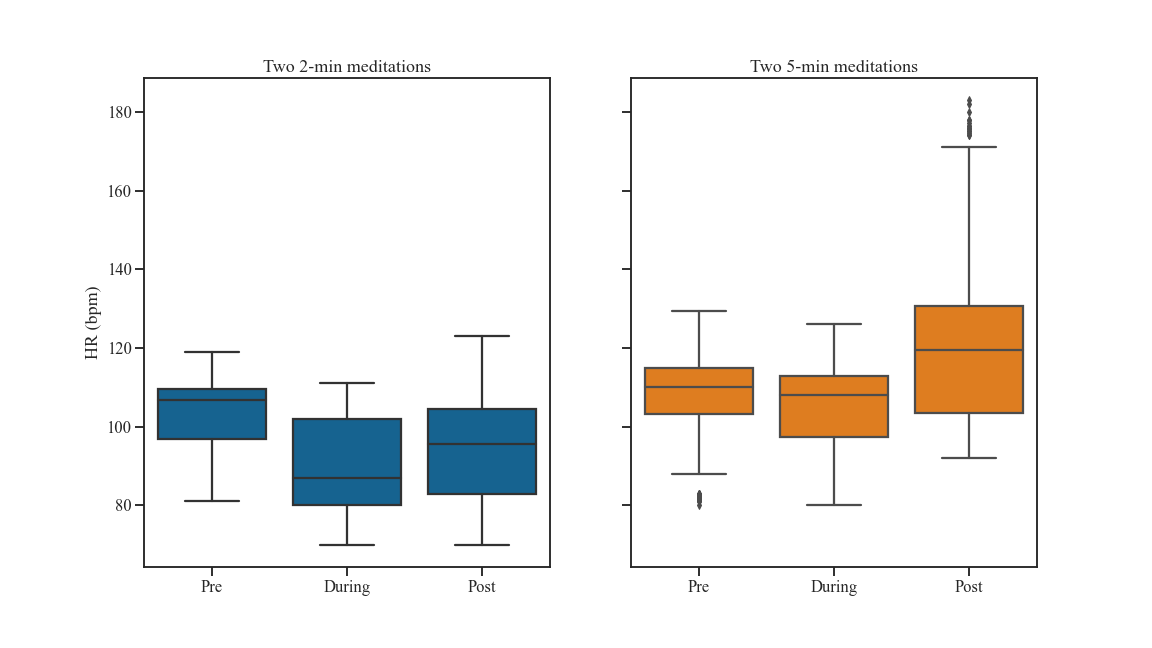 Two 2-min meditations
Two 5-min meditations
HR (bpm)
180
160
140
120
100
80
Pre
During
Post
Pre
During
Post